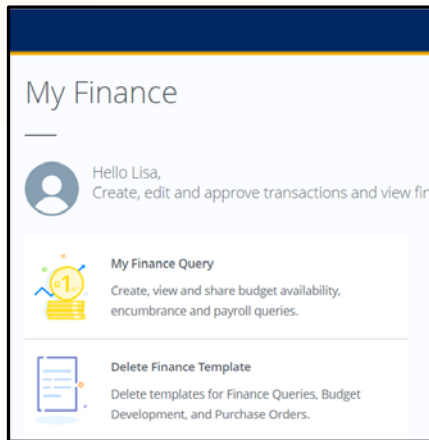 My Finance
Hello Lisa,
Create, edit and approve transactions and view
1
My Finance Query
Create, view and share budget availability,
encumbrance and payroll queries.
Delete Finance Template
Delete templates for Finance Queries, Budget
Development, and Purchase Orders.